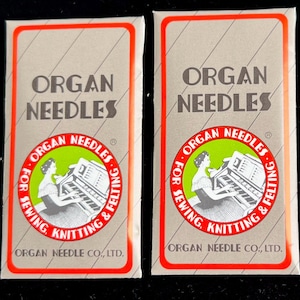 ORGAN
NEEDLES
®
· ORGAN NEEDLES ·
FOR SEWING, KNITTING & FELTING
ORGAN NEEDLE CO., LTD.
ORGAN
NEEDLES
®
· ORGAN NEEDLES ·
FOR SEWING, KNITTING & FELTING
ORGAN NEEDLE CO., LTD.